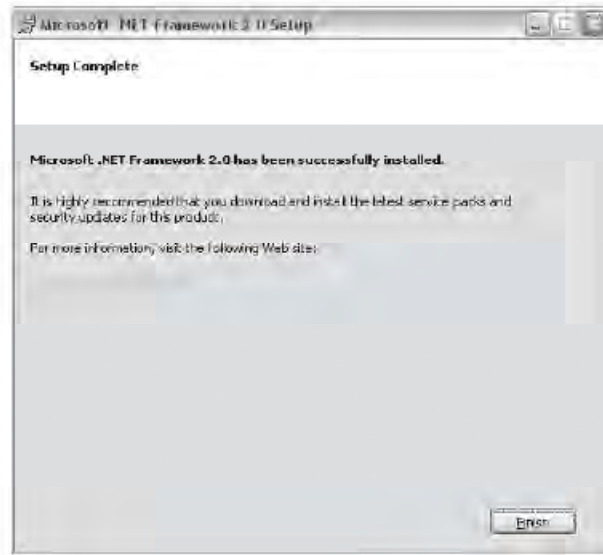 Microsoft .NET Framework 2.0 Setup
Setup Complete
Microsoft .NET Framework 2.0 has been successfully installed.
It is highly recommended that you download and install the latest service packs and
security updates for this product.
For more information, visit the following Web site:
Finish